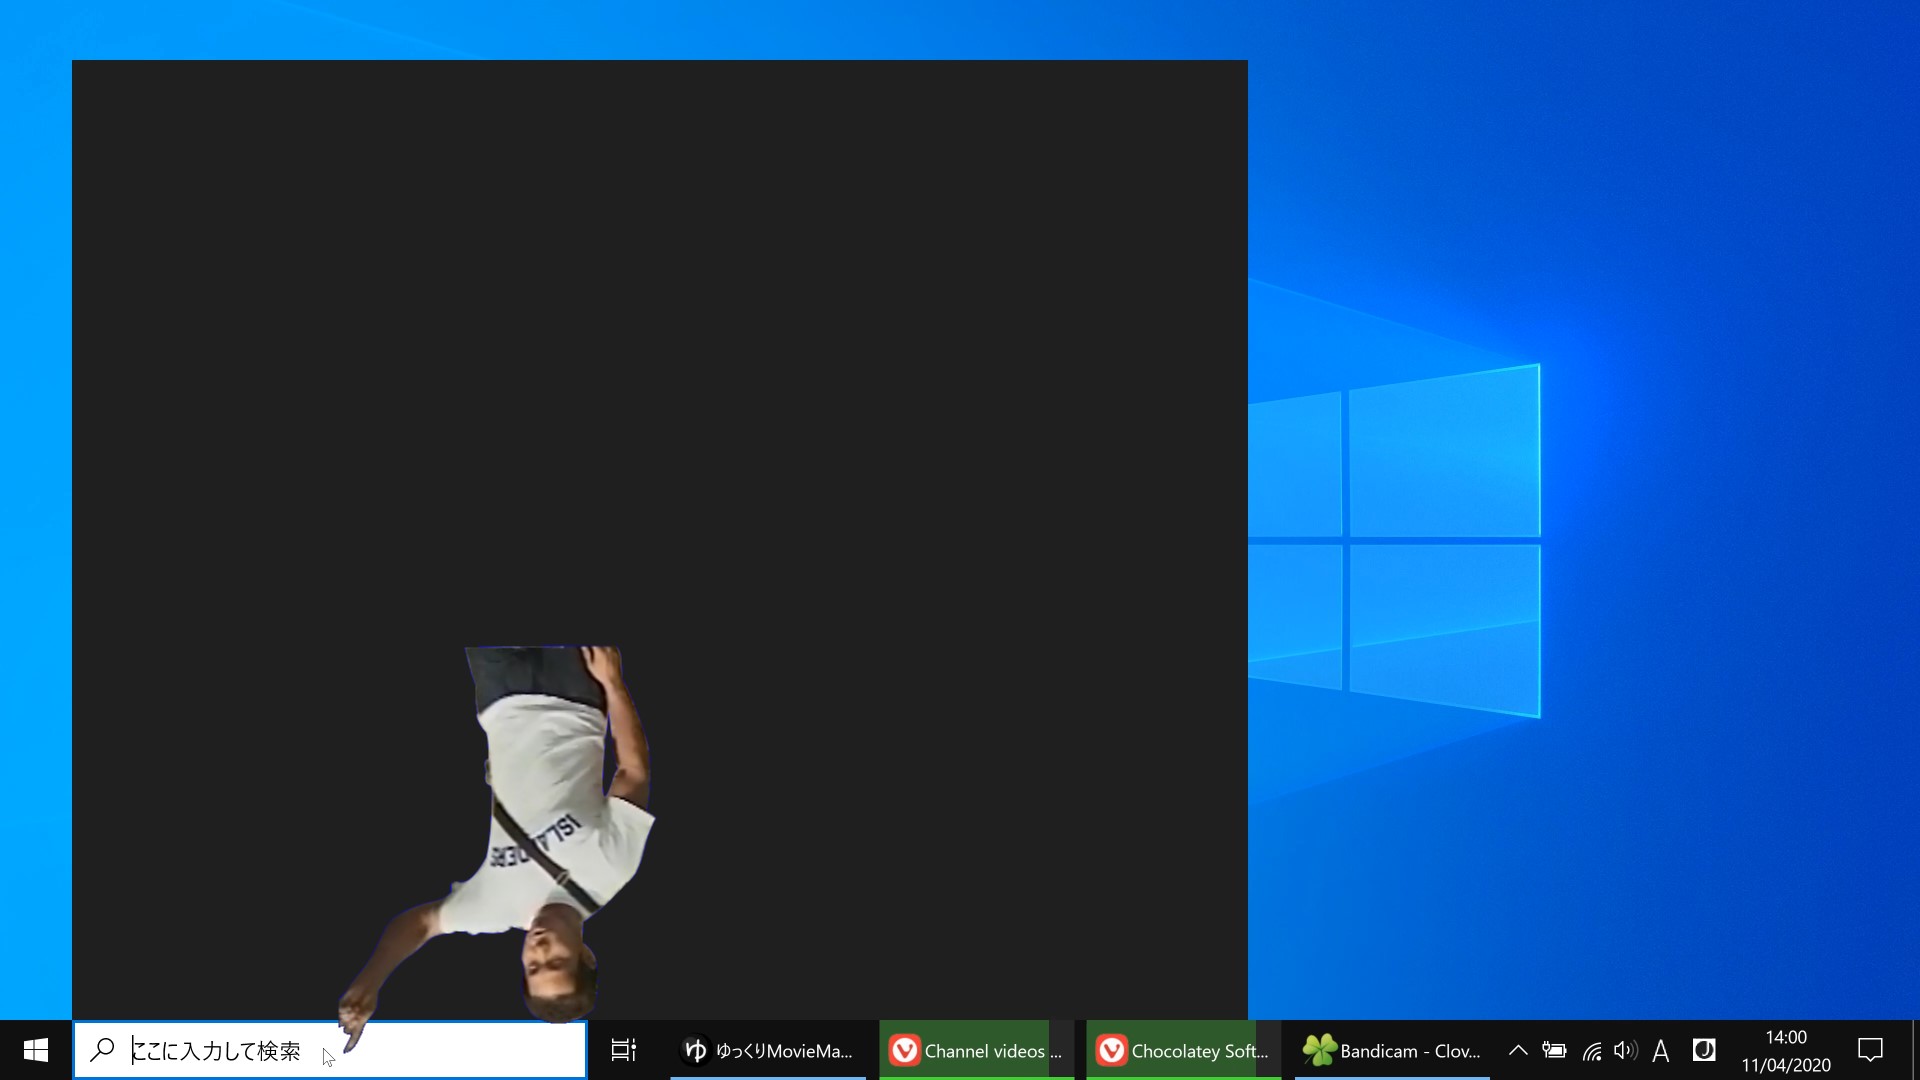 ISLANDERS
ここに入力して検索
ゆっくりMovieMa...
Channel videos ...
Chocolatey Soft...
Bandicam - Clov...
A
J
14:00
11/04/2020